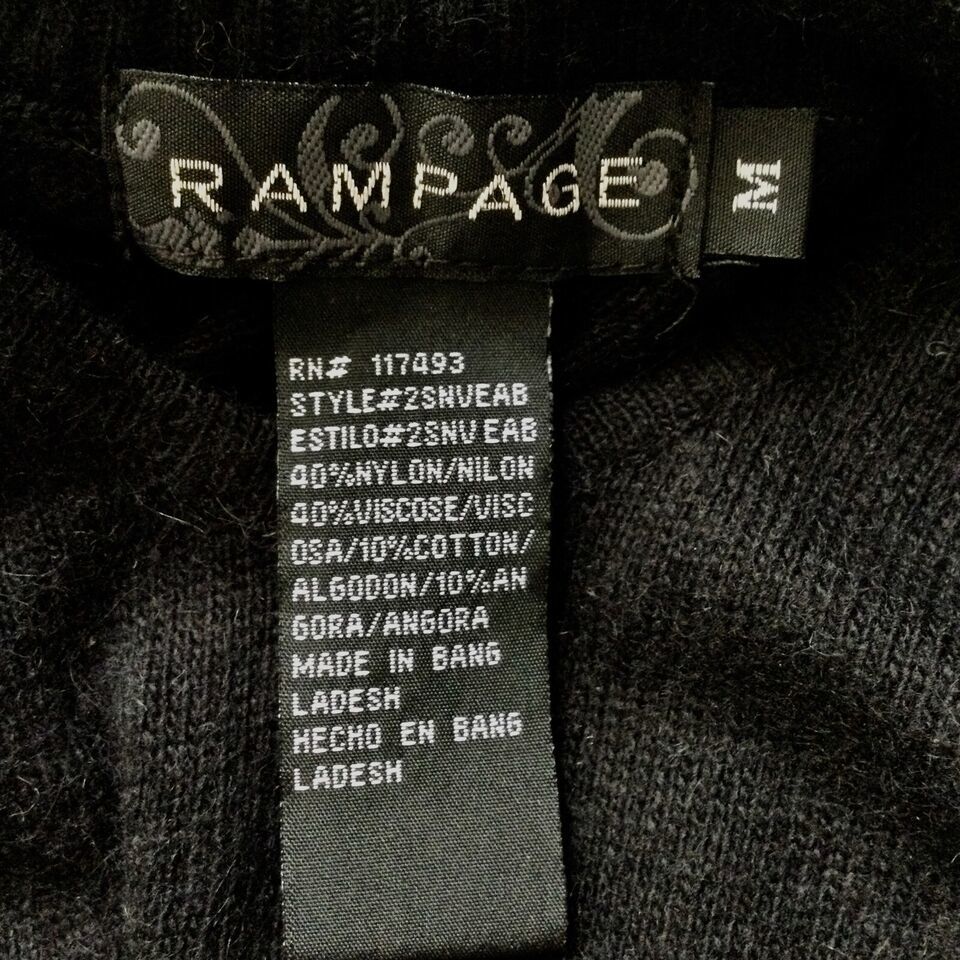 RAMPAGE
M
RN# 117493
STYLE#2SNVEAB
ESTILO#2SNV EAB
40%NYLON/NILON
40%VISCOSE/VISC
OSA/10%COTTON/
ALGODON/10%AN
GORA/ANGORA
MADE IN BANG
LADESH
HECHO EN BANG
LADESH